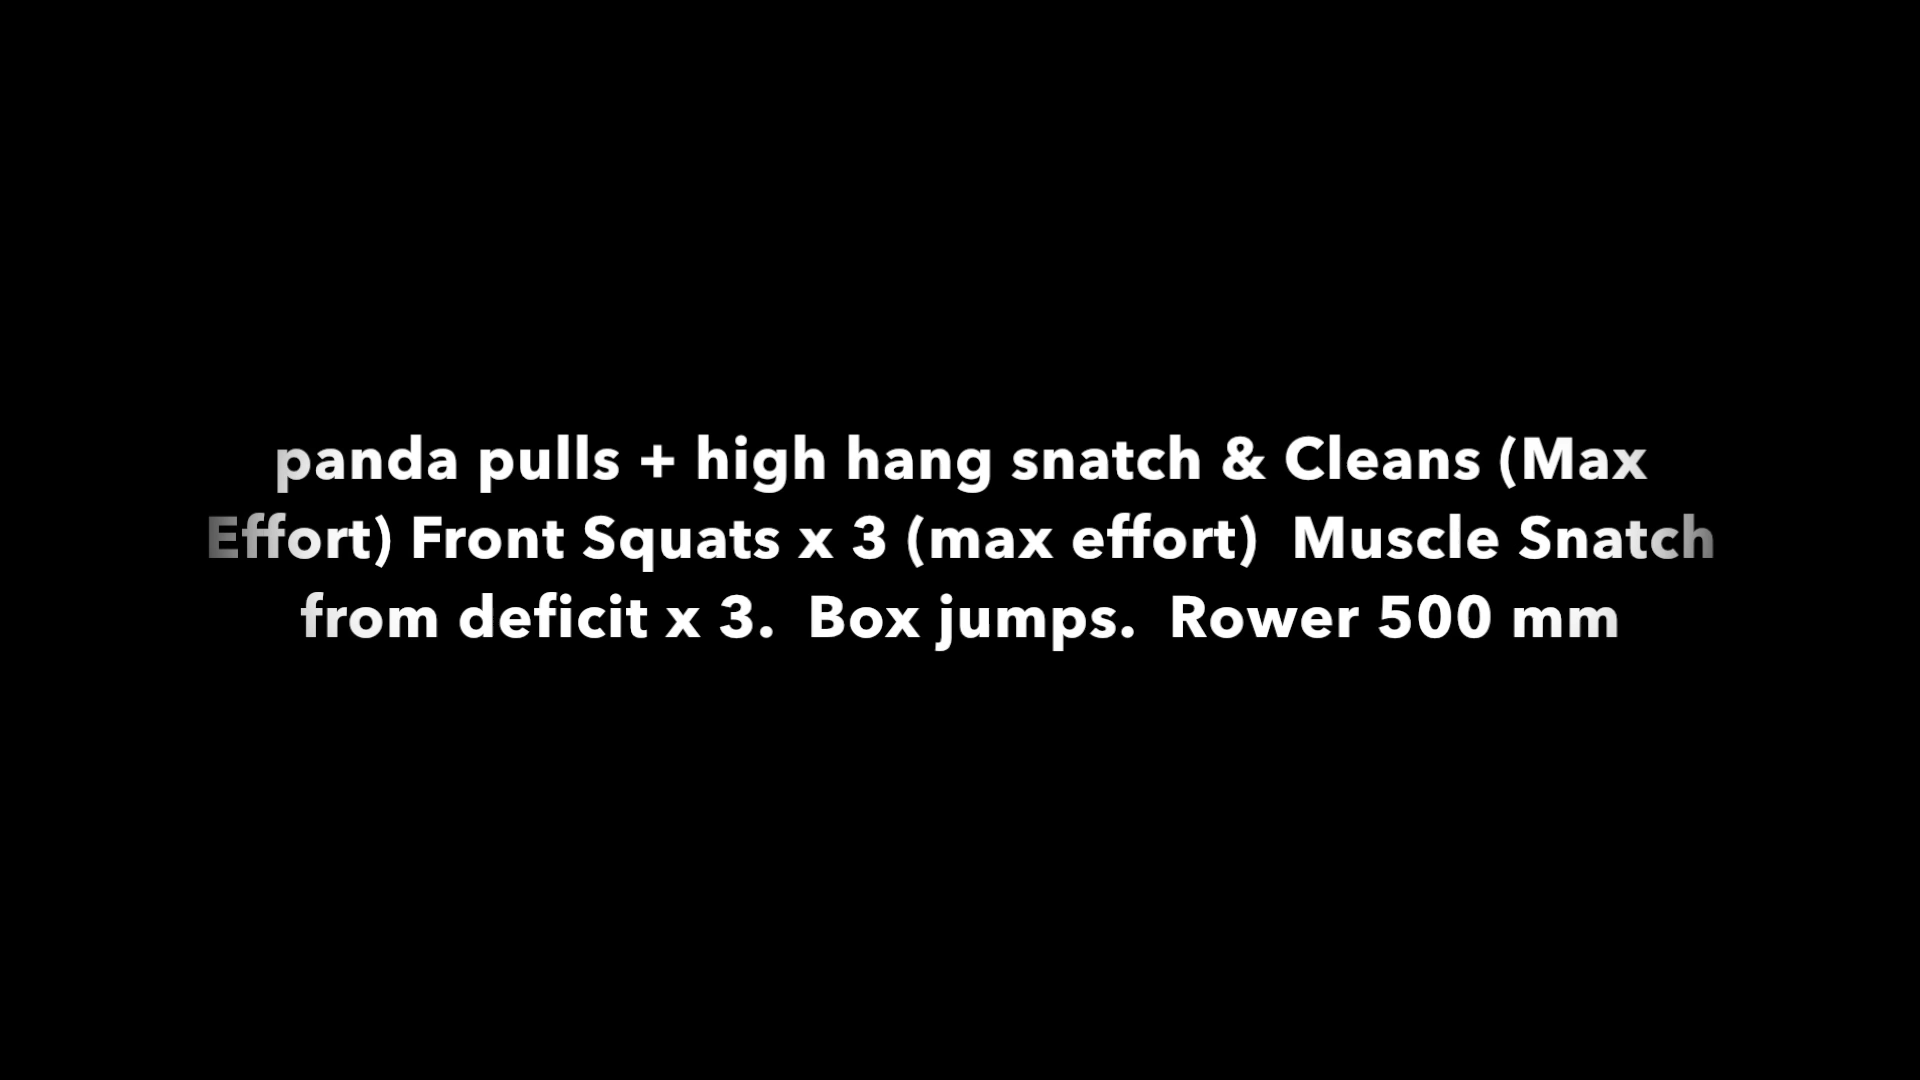 panda pulls + high hang snatch & Cleans (Max
Effort) Front Squats x 3 (max effort)  Muscle Snatch
from deficit x 3.  Box jumps.  Rower 500 mm